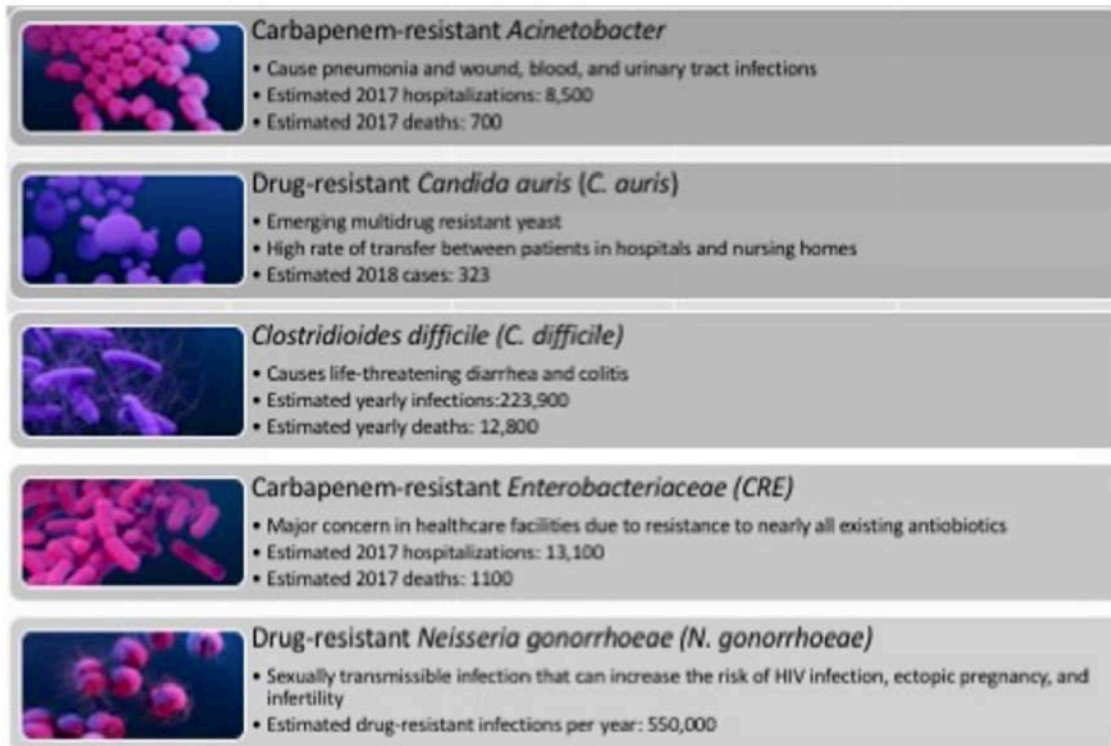 Carbapenem-resistant Acinetobacter
• Cause pneumonia and wound, blood, and urinary tract infections
• Estimated 2017 hospitalizations: 8,500
• Estimated 2017 deaths: 700
Drug-resistant Candida auris (C. auris)
• Emerging multidrug resistant yeast
• High rate of transfer between patients in hospitals and nursing homes
• Estimated 2018 cases: 323
Clostridioides difficile (C. difficile)
• Causes life-threatening diarrhea and colitis
• Estimated yearly infections:223,900
• Estimated yearly deaths: 12,800
Carbapenem-resistant Enterobacteriaceae (CRE)
• Major concern in healthcare facilities due to resistance to nearly all existing antiobiotics
• Estimated 2017 hospitalizations: 13,100
• Estimated 2017 deaths: 1100
Drug-resistant Neisseria gonorrhoeae (N. gonorrhoeae)
• Sexually transmissible infection that can increase the risk of HIV infection, ectopic pregnancy, and
infertility
• Estimated drug-resistant infections per year: 550,000